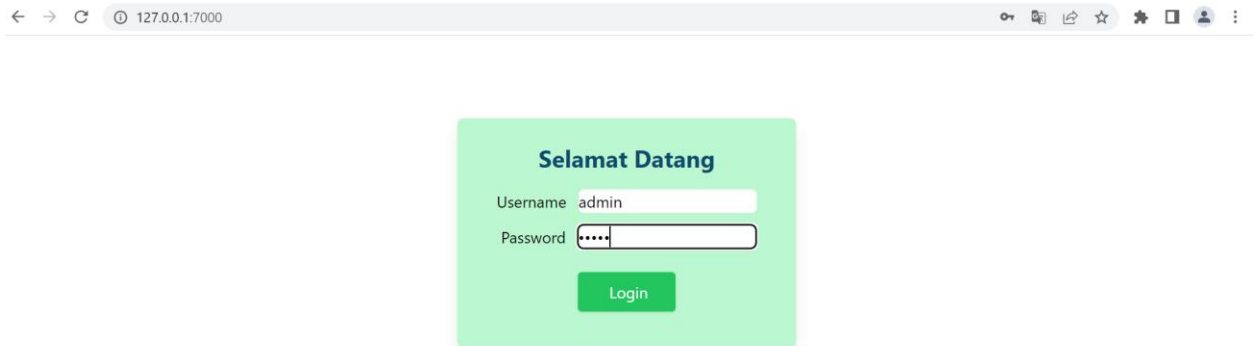 127.0.0.1:7000
Selamat Datang
Username admin
Password •••••
Login